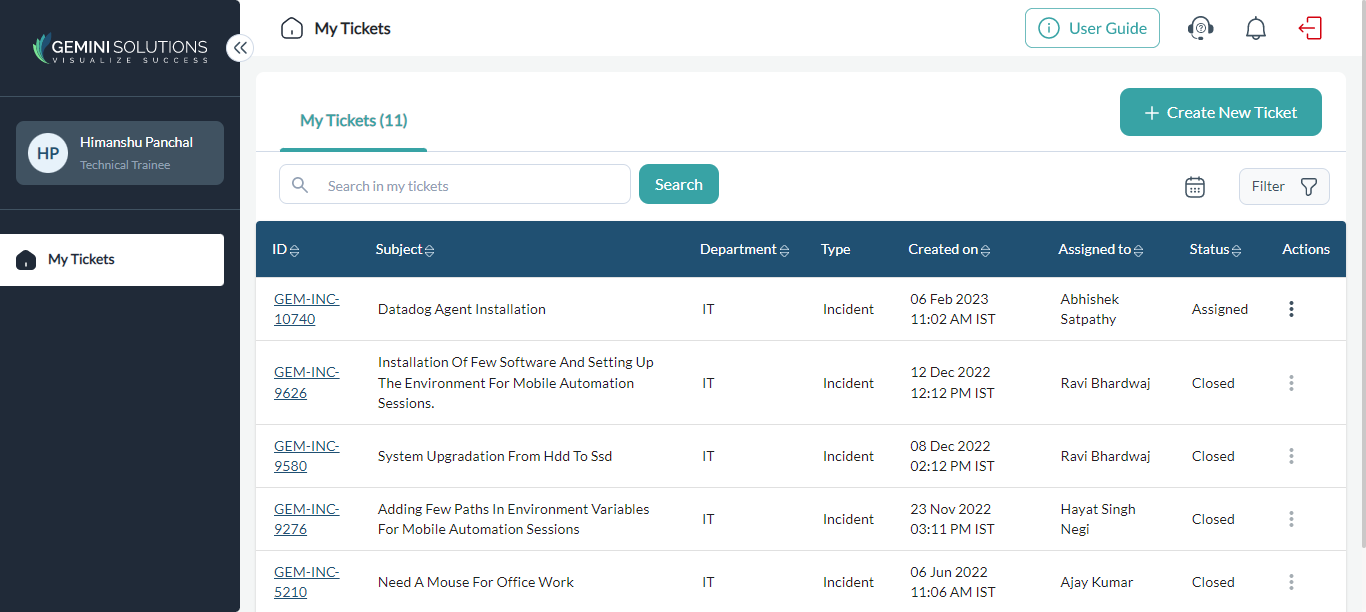 GEMINI SOLUTIONS
VISUALIZE SUCCESS
My Tickets
User Guide
HP
Himanshu Panchal
Technical Trainee
My Tickets
My Tickets (11)
+ Create New Ticket
Search in my tickets
Search
Filter
ID Subject Department Type Created on Assigned to Status Actions
GEM-INC-
10740
Datadog Agent Installation
IT
Incident
06 Feb 2023
11:02 AM IST
Abhishek
Satpathy
Assigned
GEM-INC-
9626
Installation Of Few Software And Setting Up
The Environment For Mobile Automation
Sessions.
IT
Incident
12 Dec 2022
12:12 PM IST
Ravi Bhardwaj
Closed
GEM-INC-
9580
System Upgradation From Hdd To Ssd
IT
Incident
08 Dec 2022
02:12 PM IST
Ravi Bhardwaj
Closed
GEM-INC-
9276
Adding Few Paths In Environment Variables
For Mobile Automation Sessions
IT
Incident
23 Nov 2022
03:11 PM IST
Hayat Singh
Negi
Closed
GEM-INC-
5210
Need A Mouse For Office Work
IT
Incident
06 Jun 2022
11:06 AM IST
Ajay Kumar
Closed